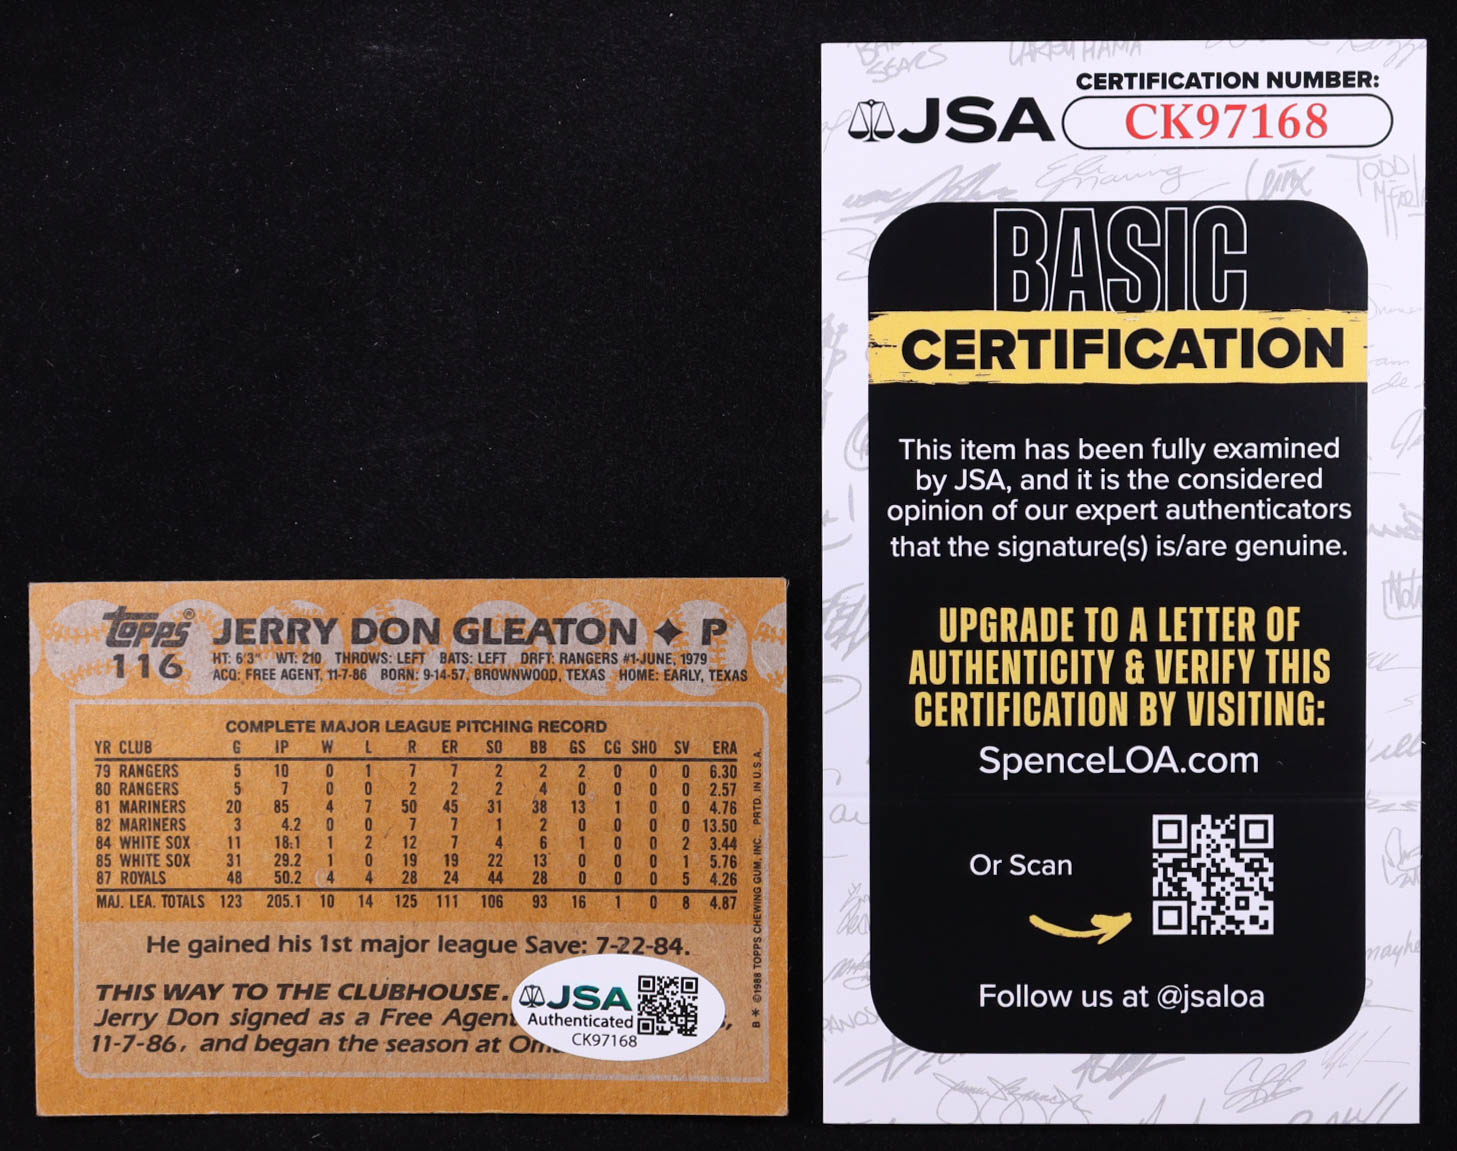 Topps®
116
JERRY DON GLEATON ✦ P
HT: 6'3" WT: 210 THROWS: LEFT BATS: LEFT DRFT: RANGERS #1-JUNE, 1979
ACQ: FREE AGENT, 11-7-86 BORN: 9-14-57, BROWNWOOD, TEXAS HOME: EARLY, TEXAS
COMPLETE MAJOR LEAGUE PITCHING RECORD
YR CLUB G IP W L R ER SO BB GS CG SHO SV ERA
79 RANGERS 5 10 0 1 7 7 2 2 2 0 0 0 6.30
80 RANGERS 5 7 0 0 2 2 2 4 0 0 0 0 2.57
81 MARINERS 20 85 4 7 50 45 31 38 13 1 0 0 4.76
82 MARINERS 3 4.2 0 0 7 7 1 2 0 0 0 0 13.50
84 WHITE SOX 11 18.1 1 2 12 7 4 6 1 0 0 2 3.44
85 WHITE SOX 31 29.2 1 0 19 19 22 13 0 0 0 1 5.76
87 ROYALS 48 50.2 4 4 28 24 44 28 0 0 0 5 4.26
MAJ. LEA. TOTALS 123 205.1 10 14 125 111 106 93 16 1 0 8 4.87
He gained his 1st major league Save: 7-22-84.
THIS WAY TO THE CLUBHOUSE.
Jerry Don signed as a Free Agen
11-7-86, and began the season at
B * ©1988 TOPPS CHEWING GUM, INC. PRTD. IN U.S.A.
JSA
Authenticated
CK97168
JSA
CERTIFICATION NUMBER:
CK97168
BASIC
CERTIFICATION
This item has been fully examined
by JSA, and it is the considered
opinion of our expert authenticators
that the signature(s) is/are genuine.
UPGRADE TO A LETTER OF
AUTHENTICITY & VERIFY THIS
CERTIFICATION BY VISITING:
SpenceLOA.com
Or Scan
Follow us at @jsaloa